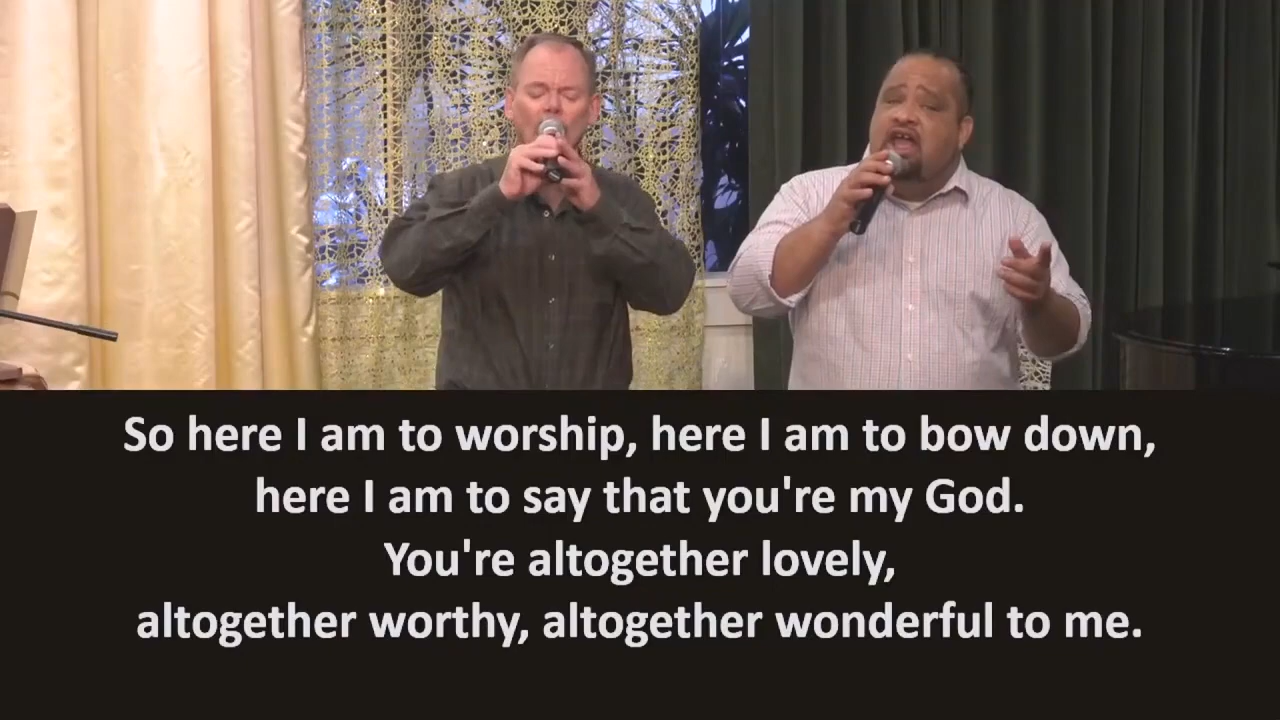 So here I am to worship, here I am to bow down,
here I am to say that you're my God.
You're altogether lovely,
altogether worthy, altogether wonderful to me.